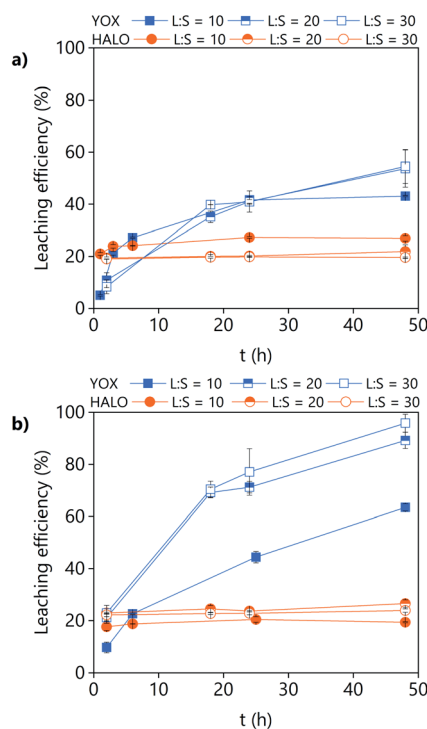 YOX L:S = 10 L:S = 20 L:S = 30
HALO L:S = 10 L:S = 20 L:S = 30
a)
100
80
60
40
20
0
Leaching efficiency (%)
0 10 20 30 40 50
t (h)
YOX L:S = 10 L:S = 20 L:S = 30
HALO L:S = 10 L:S = 20 L:S = 30
b)
100
80
60
40
20
0
Leaching efficiency (%)
0 10 20 30 40 50
t (h)